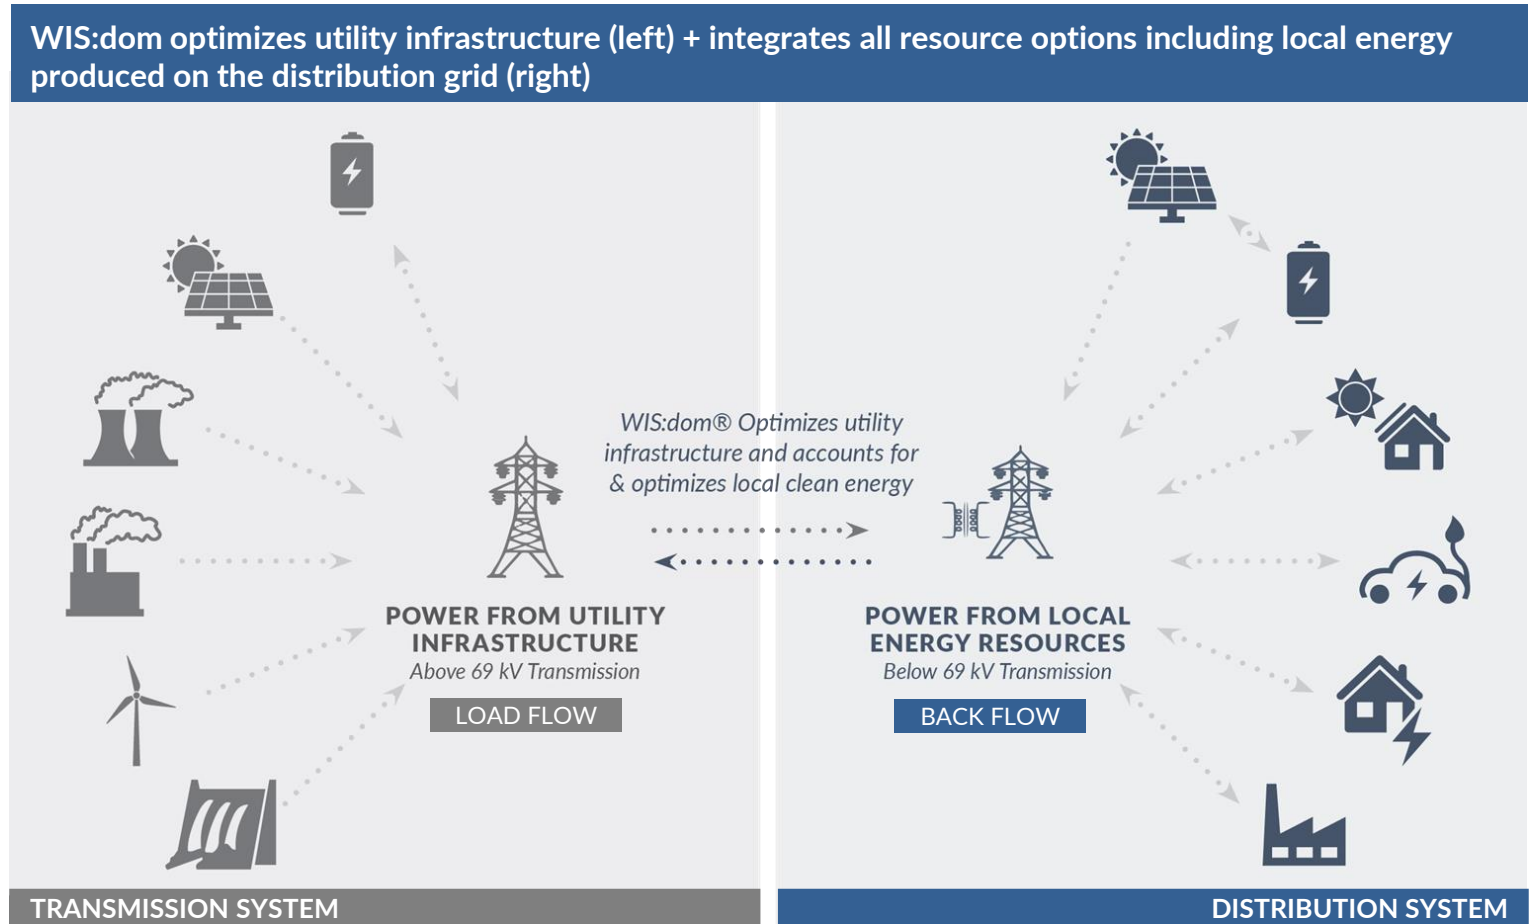 WIS:dom optimizes utility infrastructure (left) + integrates all resource options including local energy
produced on the distribution grid (right)
WIS:dom® Optimizes utility
infrastructure and accounts for
& optimizes local clean energy
POWER FROM UTILITY
INFRASTRUCTURE
Above 69 kV Transmission
LOAD FLOW
POWER FROM LOCAL
ENERGY RESOURCES
Below 69 kV Transmission
BACK FLOW
TRANSMISSION SYSTEM
DISTRIBUTION SYSTEM